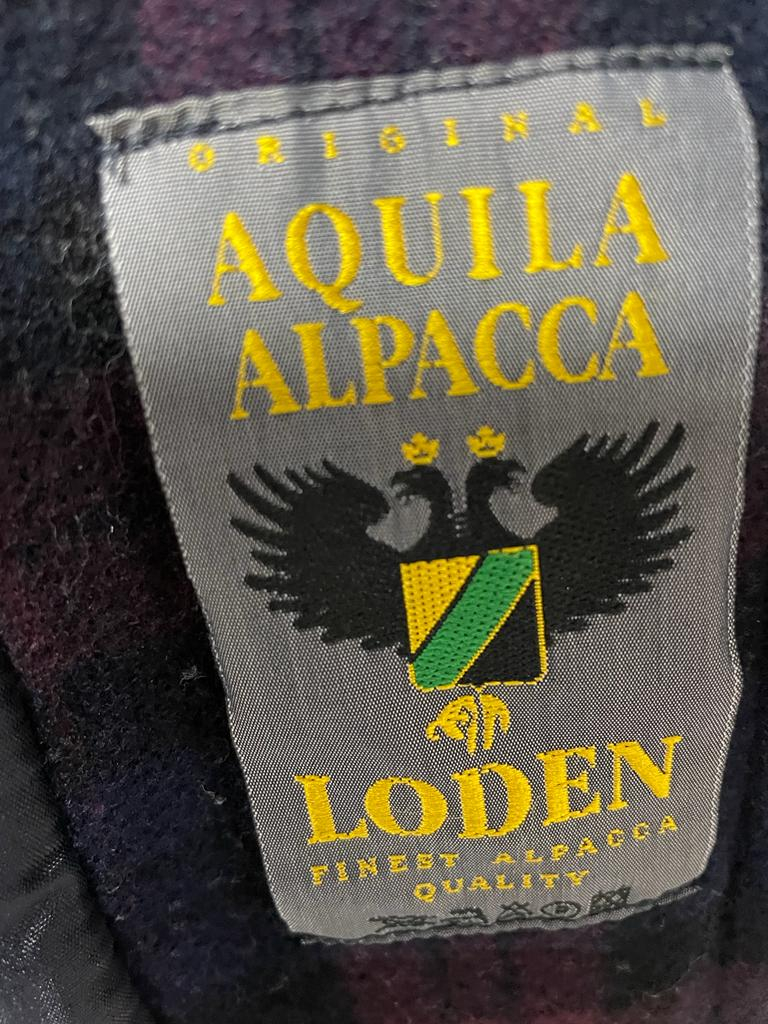 ORIGINAL
AQUILA
ALPACCA
LODEN
FINEST ALPACCA
QUALITY